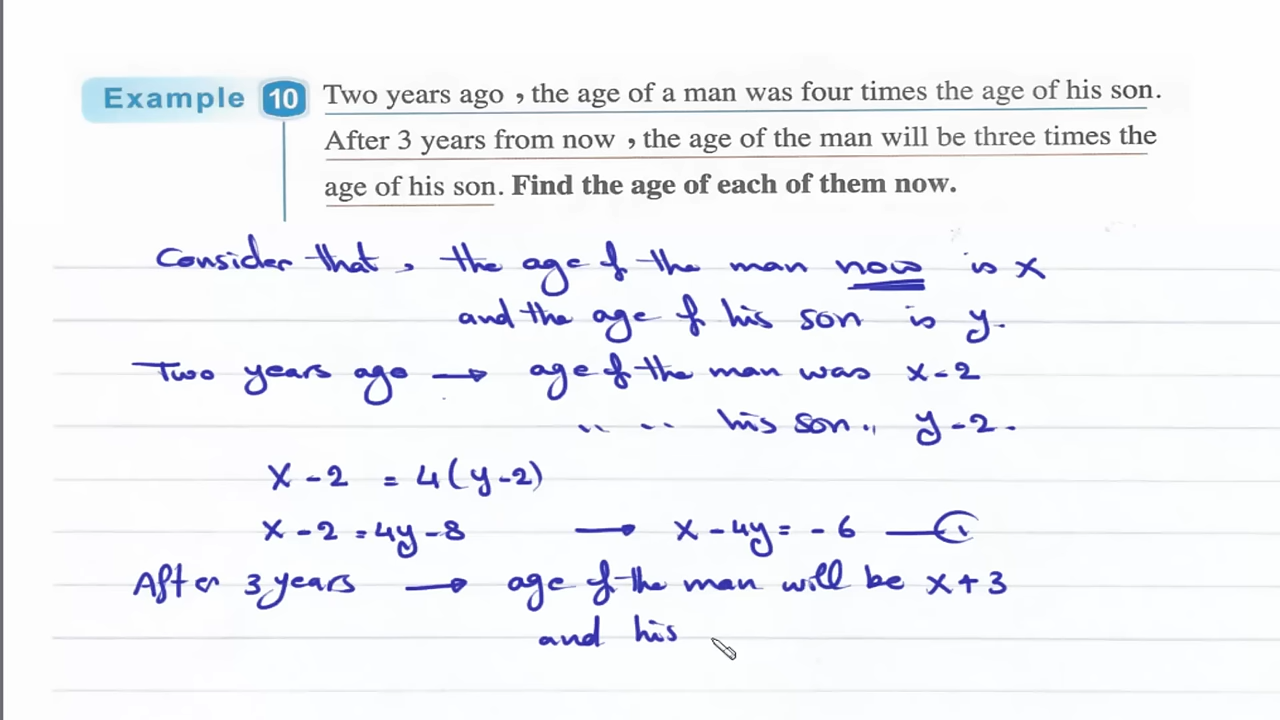 Example 10 Two years ago , the age of a man was four times the age of his son.
After 3 years from now , the age of the man will be three times the
age of his son. Find the age of each of them now.
Consider that , the age of the man now is x
and the age of his son is y.
Two years ago → age of the man was x-2
" " his son " y-2.
x-2 = 4(y-2)
x-2=4y-8 → x-4y=-6 —①
After 3 years → age of the man will be x+3
and his